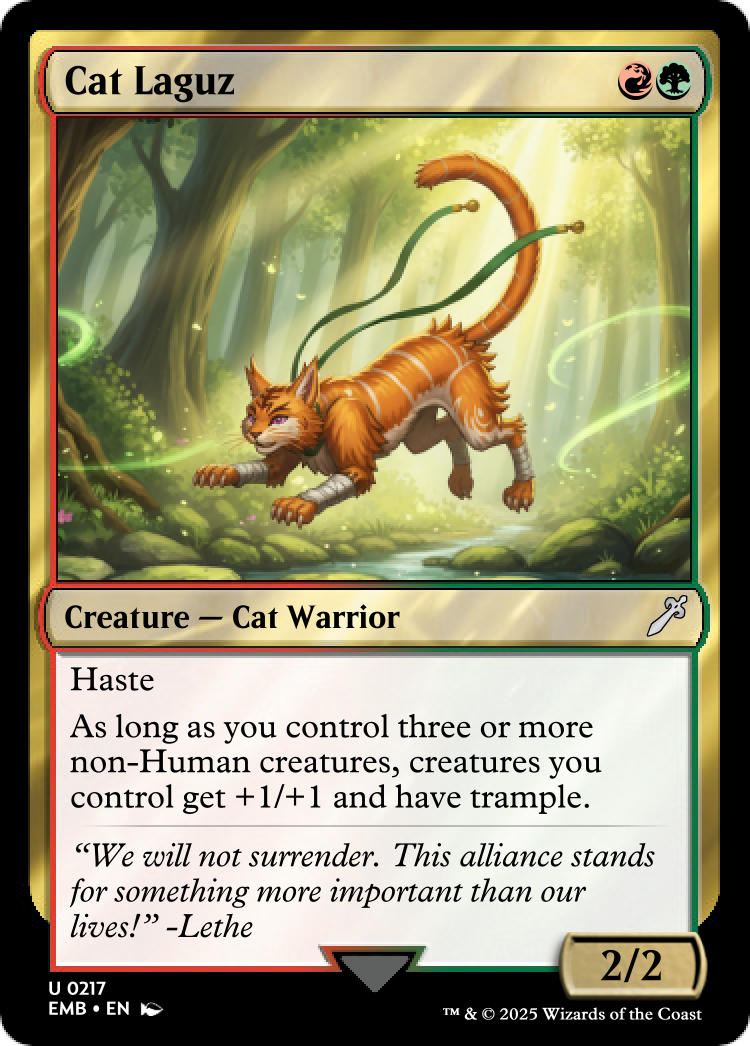 Cat Laguz
Creature — Cat Warrior
Haste
As long as you control three or more
non-Human creatures, creatures you
control get +1/+1 and have trample.
“We will not surrender. This alliance stands
for something more important than our
lives!” -Lethe
2/2
U 0217
EMB • EN
™ & © 2025 Wizards of the Coast